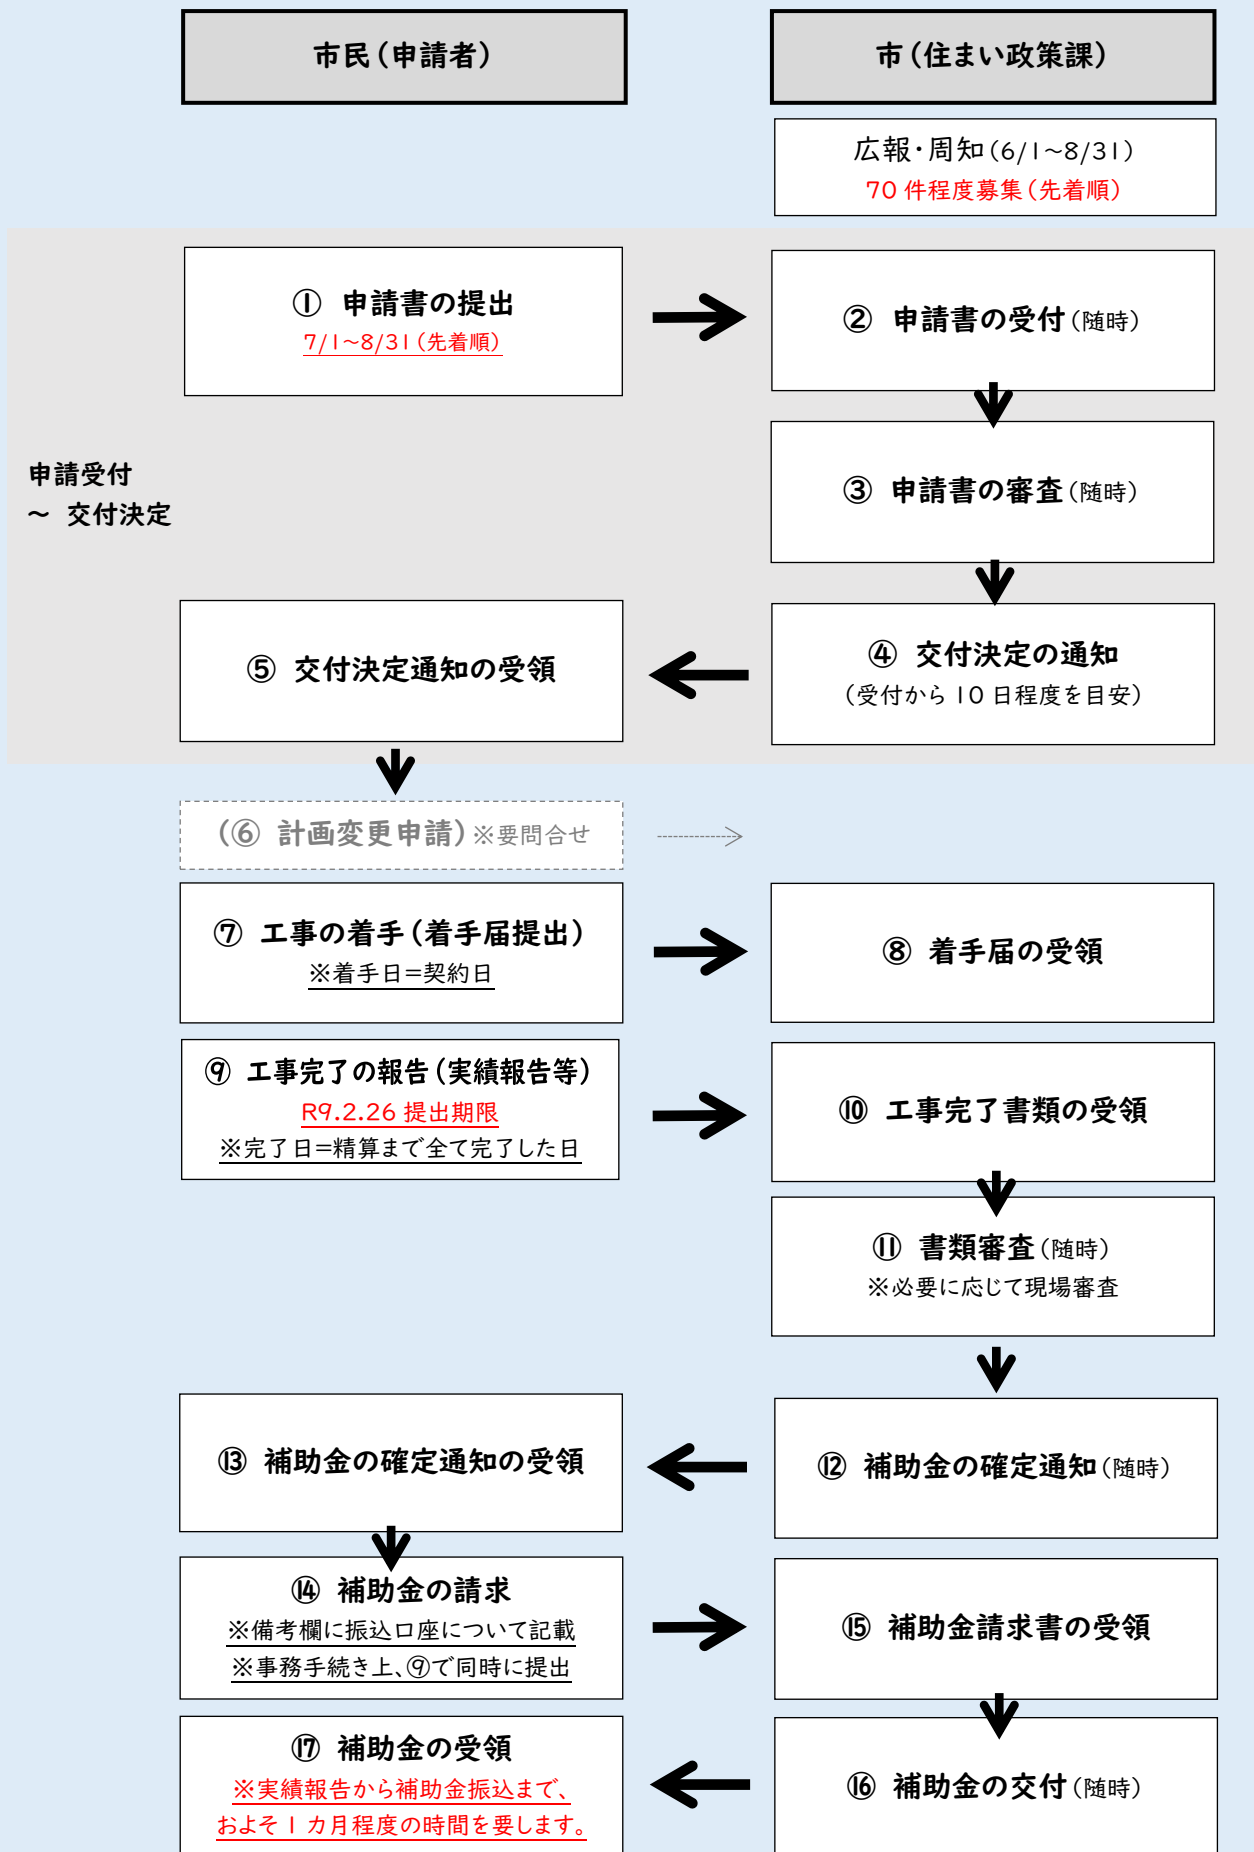 市民（申請者）
市（住まい政策課）
広報・周知（6/1~8/31）
70件程度募集（先着順）
① 申請書の提出
7/1~8/31（先着順）
② 申請書の受付（随時）
③ 申請書の審査（随時）
申請受付
～ 交付決定
④ 交付決定の通知
（受付から10日程度を目安）
⑤ 交付決定通知の受領
（⑥ 計画変更申請）※要問合せ
⑦ 工事の着手（着手届提出）
※着手日=契約日
⑧ 着手届の受領
⑨ 工事完了の報告（実績報告等）
R9.2.26 提出期限
※完了日=精算まで全て完了した日
⑩ 工事完了書類の受領
⑪ 書類審査（随時）
※必要に応じて現場審査
⑫ 補助金の確定通知（随時）
⑬ 補助金の確定通知の受領
⑭ 補助金の請求
※備考欄に振込口座について記載
※事務手続き上、⑨で同時に提出
⑮ 補助金請求書の受領
⑯ 補助金の交付（随時）
⑰ 補助金の受領
※実績報告から補助金振込まで、
およそ1カ月程度の時間を要します。